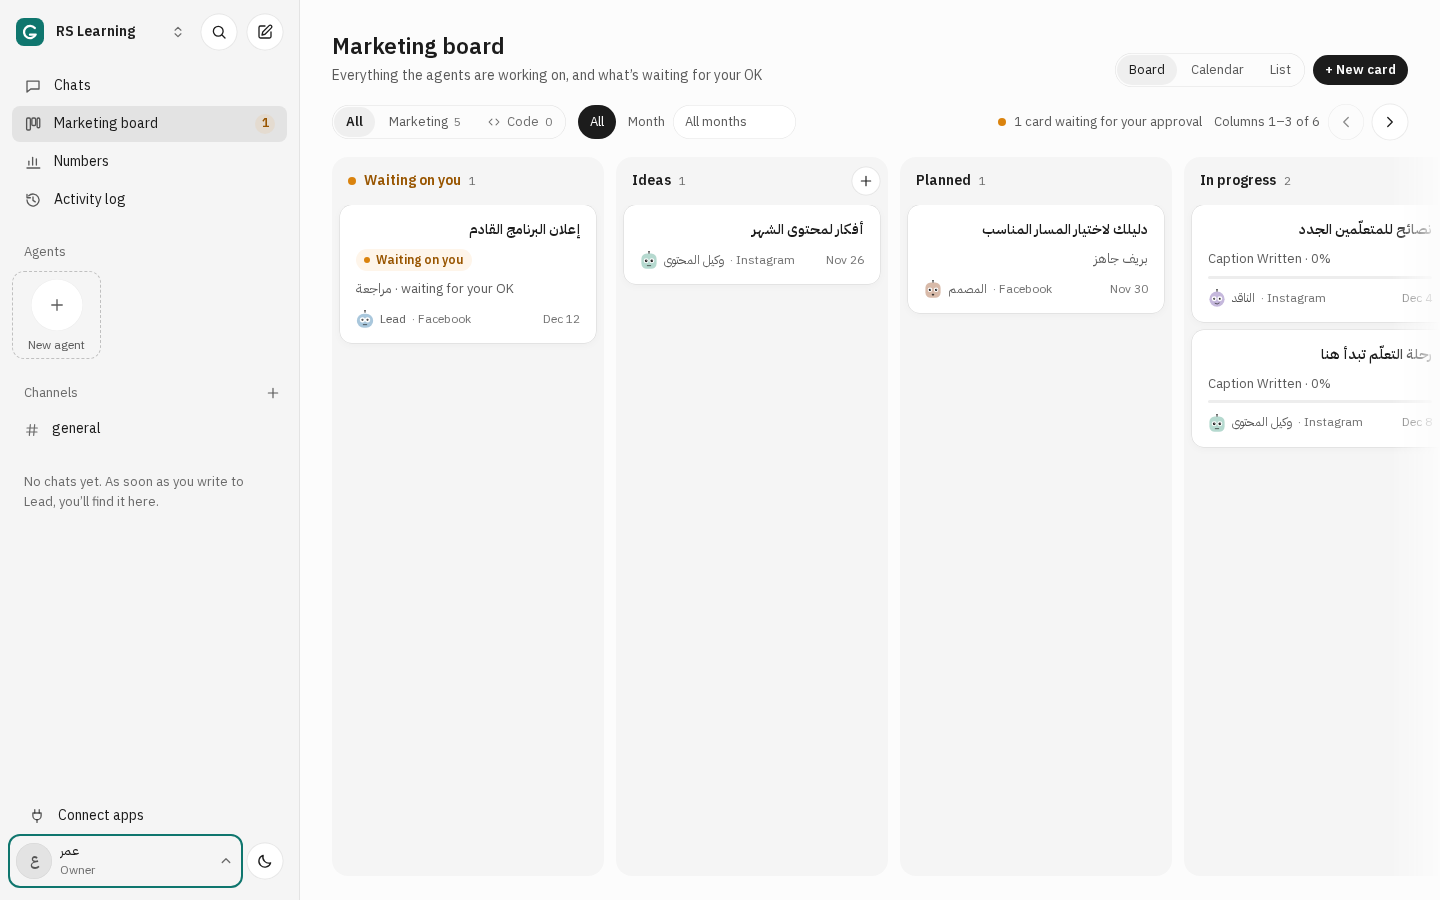 RS Learning
Chats
Marketing board 1
Numbers
Activity log
Agents
New agent
Channels
general
No chats yet. As soon as you write to
Lead, you'll find it here.
Connect apps
ع
عمر
Owner
Marketing board
Everything the agents are working on, and what's waiting for your OK
Board Calendar List + New card
All Marketing 5 Code 0 All Month All months
1 card waiting for your approval Columns 1–3 of 6
Waiting on you 1
إعلان البرنامج القادم
Waiting on you
مراجعة · waiting for your OK
Lead · Facebook Dec 12
Ideas 1
أفكار لمحتوى الشهر
وكيل المحتوى · Instagram Nov 26
Planned 1
دليلك لاختيار المسار المناسب
بريف جاهز
المصمم · Facebook Nov 30
In progress 2
نصائح للمتعلّمين الجدد
Caption Written · 0%
الناقد · Instagram Dec 4
رحلة التعلّم تبدأ هنا
Caption Written · 0%
وكيل المحتوى · Instagram Dec 8